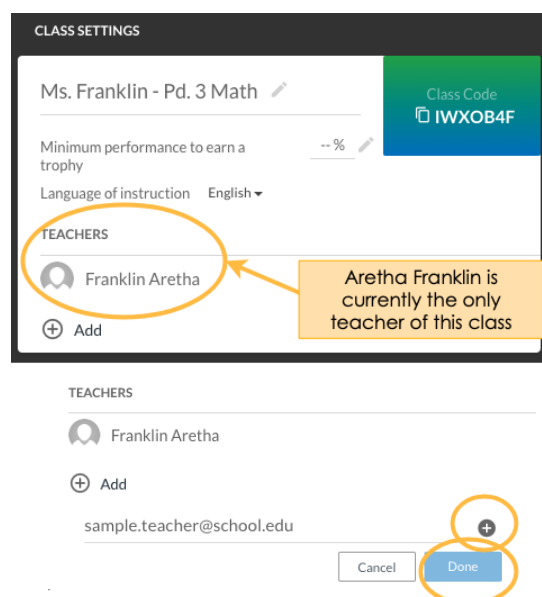 CLASS SETTINGS
Ms. Franklin - Pd. 3 Math
Class Code
IWXOB4F
Minimum performance to earn a
trophy
-- %
Language of instruction English
TEACHERS
Franklin Aretha
Add
Aretha Franklin is
currently the only
teacher of this class
TEACHERS
Franklin Aretha
Add
sample.teacher@school.edu
Cancel Done